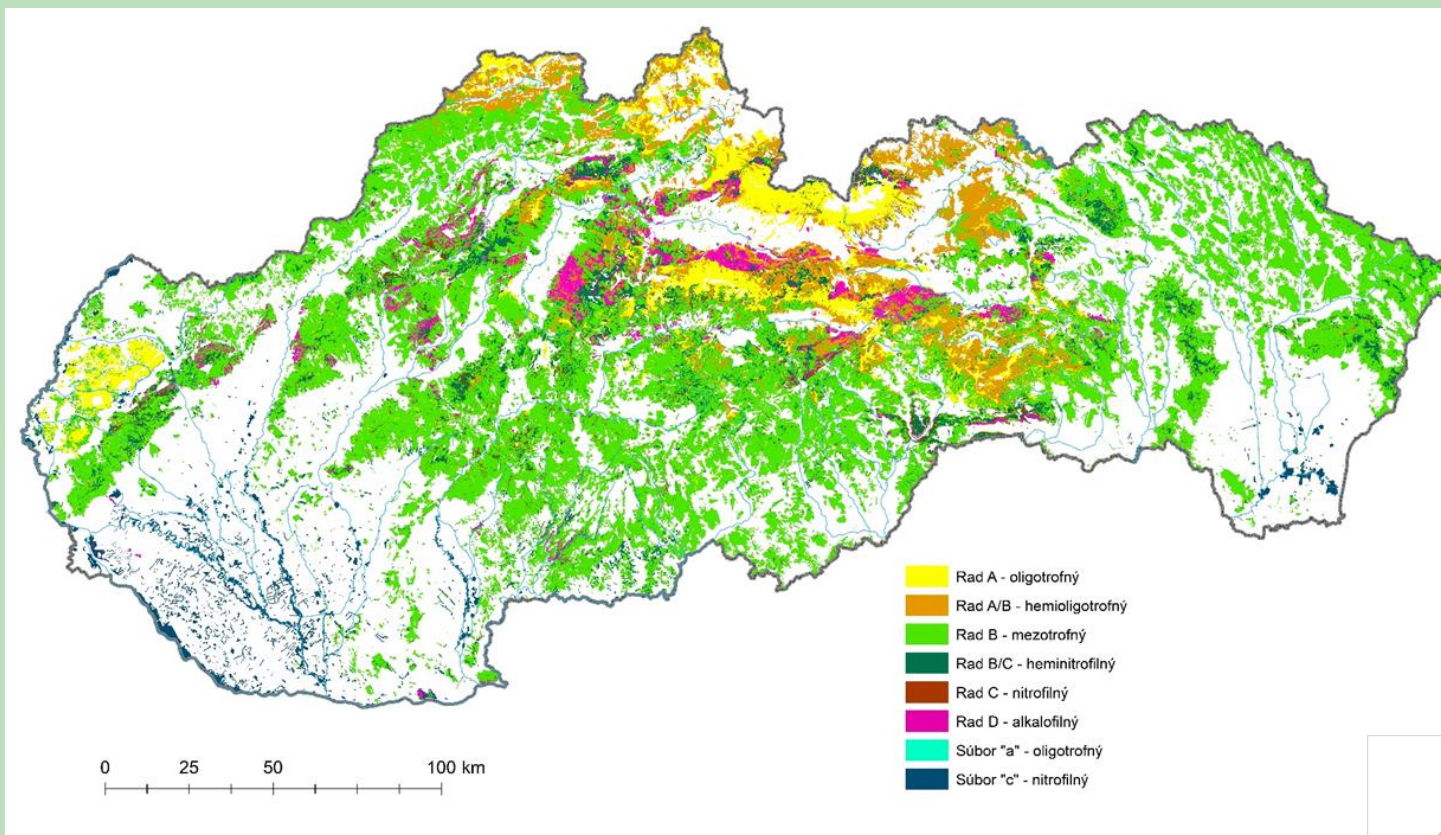 Rad A - oligotrofný
Rad A/B - hemioligotrofný
Rad B - mezotrofný
Rad B/C - heminitrofilný
Rad C - nitrofilný
Rad D - alkalofilný
Súbor "a" - oligotrofný
Súbor "c" - nitrofilný
0 25 50 100 km